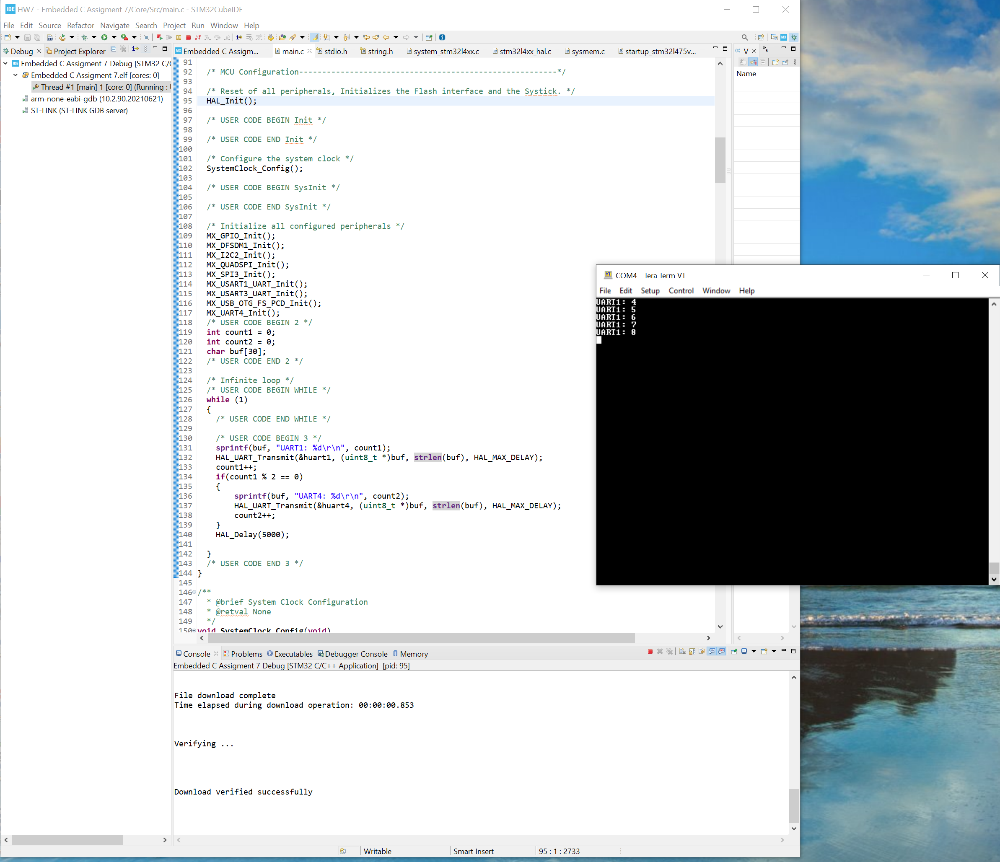 IDE HW7 - Embedded C Assigment 7/Core/Src/main.c - STM32CubeIDE
File Edit Source Refactor Navigate Search Project Run Window Help
Debug Project Explorer
IDE Embedded C Assigment 7 Debug [STM32 C/C
Embedded C Assigment 7.elf [cores: 0]
Thread #1 [main] 1 [core: 0] (Running :
arm-none-eabi-gdb (10.2.90.20210621)
ST-LINK (ST-LINK GDB server)
MX Embedded C Assigm... main.c stdio.h string.h system_stm32l4xx.c stm32l4xx_hal.c sysmem.c startup_stm32l475v...
91
92 /* MCU Configuration--------------------------------------------------------*/
93
94 /* Reset of all peripherals, Initializes the Flash interface and the Systick. */
95 HAL_Init();
96
97 /* USER CODE BEGIN Init */
98
99 /* USER CODE END Init */
100
101 /* Configure the system clock */
102 SystemClock_Config();
103
104 /* USER CODE BEGIN SysInit */
105
106 /* USER CODE END SysInit */
107
108 /* Initialize all configured peripherals */
109 MX_GPIO_Init();
110 MX_DFSDM1_Init();
111 MX_I2C2_Init();
112 MX_QUADSPI_Init();
113 MX_SPI3_Init();
114 MX_USART1_UART_Init();
115 MX_USART3_UART_Init();
116 MX_USB_OTG_FS_PCD_Init();
117 MX_UART4_Init();
118 /* USER CODE BEGIN 2 */
119 int count1 = 0;
120 int count2 = 0;
121 char buf[30];
122 /* USER CODE END 2 */
123
124 /* Infinite loop */
125 /* USER CODE BEGIN WHILE */
126 while (1)
127 {
128 /* USER CODE END WHILE */
129
130 /* USER CODE BEGIN 3 */
131 sprintf(buf, "UART1: %d\r\n", count1);
132 HAL_UART_Transmit(&huart1, (uint8_t *)buf, strlen(buf), HAL_MAX_DELAY);
133 count1++;
134 if(count1 % 2 == 0)
135 {
136 sprintf(buf, "UART4: %d\r\n", count2);
137 HAL_UART_Transmit(&huart4, (uint8_t *)buf, strlen(buf), HAL_MAX_DELAY);
138 count2++;
139 }
140 HAL_Delay(5000);
141
142 }
143 /* USER CODE END 3 */
144 }
145
146 /**
147 * @brief System Clock Configuration
148 * @retval None
149 */
150 void SystemClock_Config(void)
(x)= V
Name
COM4 - Tera Term VT
File Edit Setup Control Window Help
UART1: 4
UART1: 5
UART1: 6
UART1: 7
UART1: 8
Console Problems Executables Debugger Console Memory
Embedded C Assigment 7 Debug [STM32 C/C++ Application] [pid: 95]
File download complete
Time elapsed during download operation: 00:00:00.853
Verifying ...
Download verified successfully
Writable Smart Insert 95 : 1 : 2733